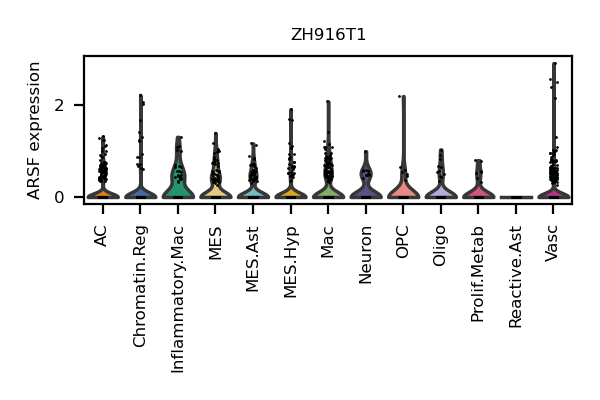 ZH916T1
ARSF expression
2
0
AC
Chromatin.Reg
Inflammatory.Mac
MES
MES.Ast
MES.Hyp
Mac
Neuron
OPC
Oligo
Prolif.Metab
Reactive.Ast
Vasc